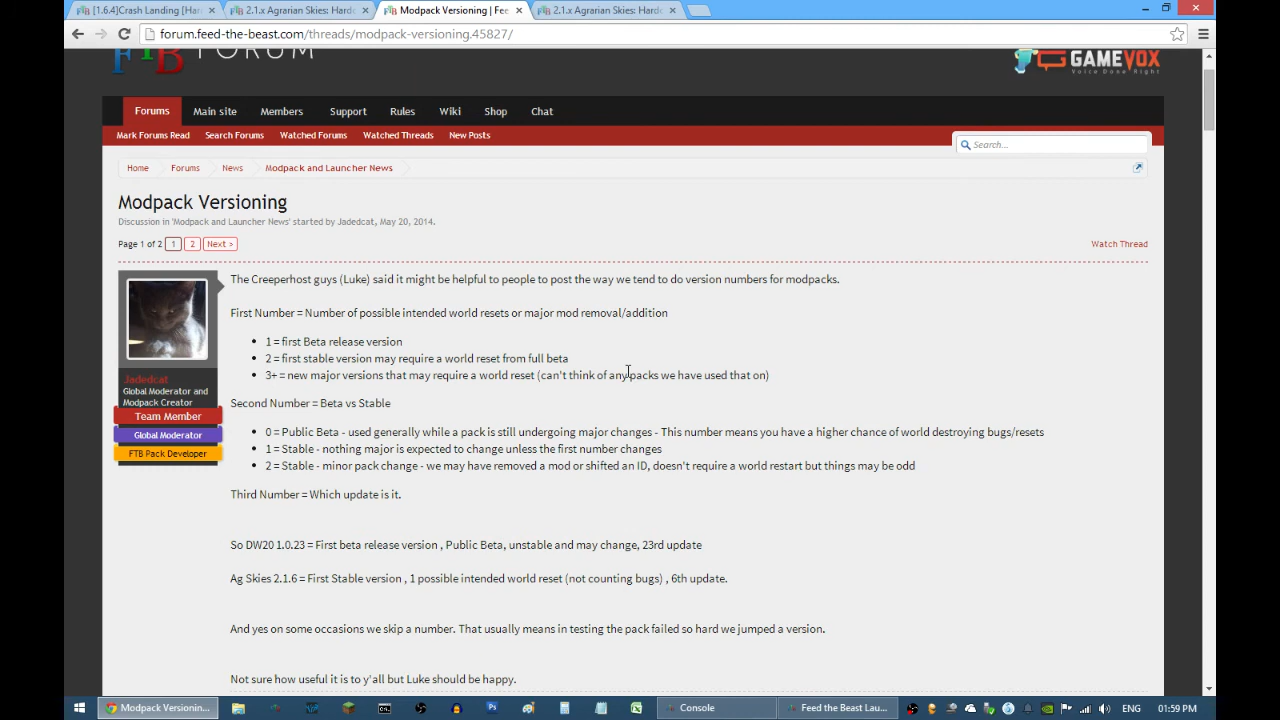 [1.6.4]Crash Landing [Har
2.1.x Agrarian Skies: Hardc
Modpack Versioning | Fee
2.1.x Agrarian Skies: Hardc
forum.feed-the-beast.com/threads/modpack-versioning.45827/
FTB FORUM
GAMEVOX
Voice Done Right
Forums Main site Members Support Rules Wiki Shop Chat
Mark Forums Read Search Forums Watched Forums Watched Threads New Posts
Search...
Home Forums News Modpack and Launcher News
Modpack Versioning
Discussion in 'Modpack and Launcher News' started by Jadedcat, May 20, 2014.
Page 1 of 2 1 2 Next >
Watch Thread
Jadedcat
Global Moderator and
Modpack Creator
Team Member
Global Moderator
FTB Pack Developer
The Creeperhost guys (Luke) said it might be helpful to people to post the way we tend to do version numbers for modpacks.
First Number = Number of possible intended world resets or major mod removal/addition
1 = first Beta release version
2 = first stable version may require a world reset from full beta
3+ = new major versions that may require a world reset (can't think of any packs we have used that on)
Second Number = Beta vs Stable
0 = Public Beta - used generally while a pack is still undergoing major changes - This number means you have a higher chance of world destroying bugs/resets
1 = Stable - nothing major is expected to change unless the first number changes
2 = Stable - minor pack change - we may have removed a mod or shifted an ID, doesn't require a world restart but things may be odd
Third Number = Which update is it.
So DW20 1.0.23 = First beta release version , Public Beta, unstable and may change, 23rd update
Ag Skies 2.1.6 = First Stable version , 1 possible intended world reset (not counting bugs) , 6th update.
And yes on some occasions we skip a number. That usually means in testing the pack failed so hard we jumped a version.
Not sure how useful it is to y'all but Luke should be happy.
Modpack Versionin...
Console
Feed the Beast Lau...
ENG
01:59 PM